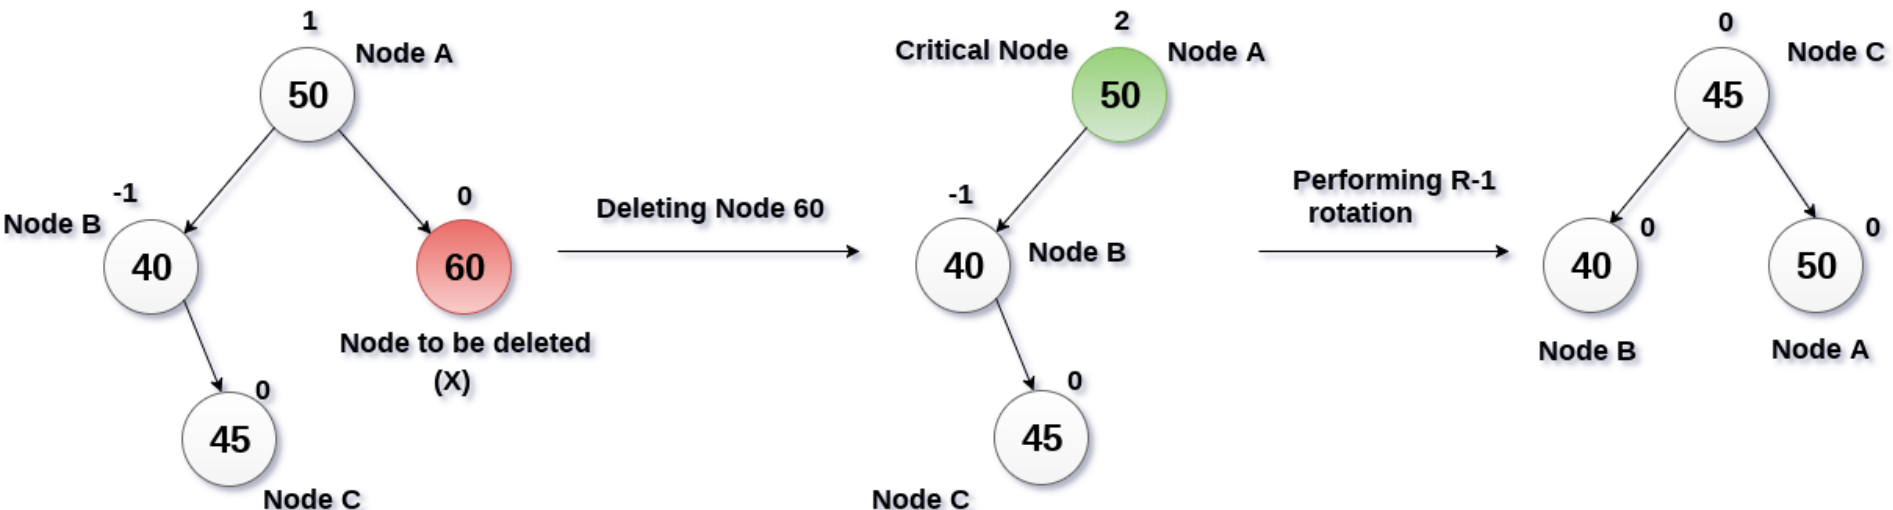 1
Node A
50
-1
Node B
40
0
60
Node to be deleted
(X)
0
45
Node C
Deleting Node 60
2
Critical Node
Node A
50
-1
40
Node B
0
45
Node C
Performing R-1
rotation
0
Node C
45
0
40
Node B
0
50
Node A